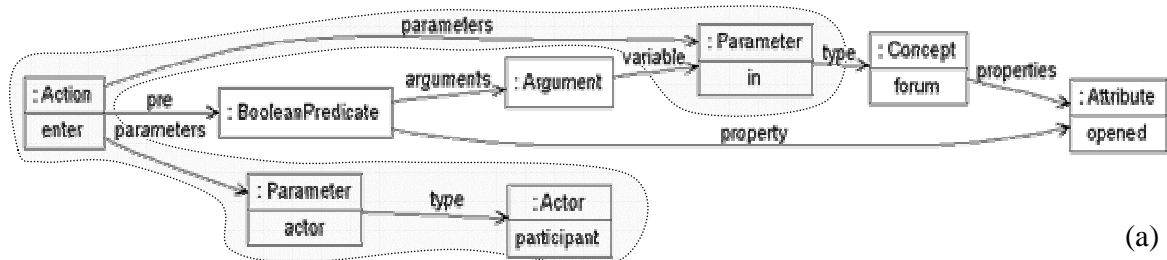 parameters
: Parameter
in
type
: Concept
forum
properties
: Attribute
opened
variable
: Argument
arguments
: Action
enter
pre
: BooleanPredicate
parameters
property
: Parameter
actor
type
: Actor
participant
(a)